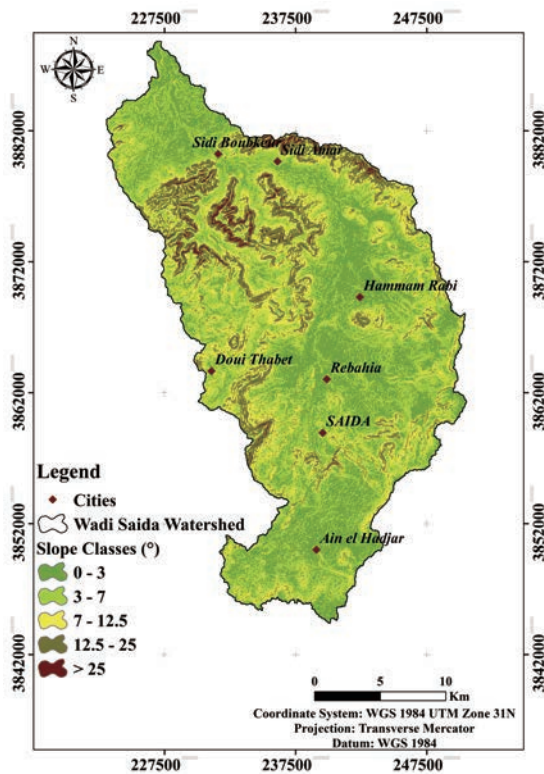 227500 237500 247500
N
W E
S
3882000 3882000
Sidi Boubkeur
Sidi Amar
3872000 3872000
Hammam Rabi
Doui Thabet
Rebahia
3862000 3862000
SAIDA
Legend
Cities
Wadi Saida Watershed
3852000 3852000
Ain el Hadjar
Slope Classes (°)
0 - 3
3 - 7
7 - 12.5
12.5 - 25
> 25
3842000 3842000
0 5 10
Km
Coordinate System: WGS 1984 UTM Zone 31N
Projection: Transverse Mercator
Datum: WGS 1984
227500 237500 247500